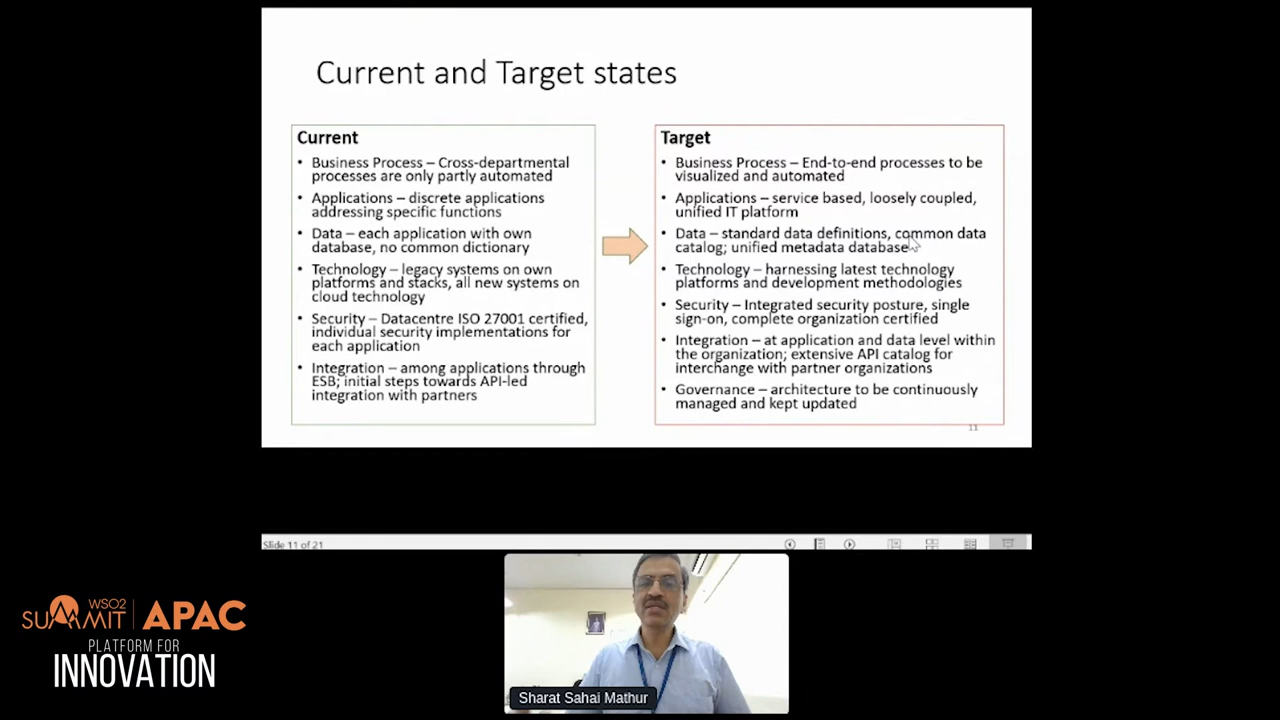 Current and Target states
Current
• Business Process – Cross-departmental
processes are only partly automated
• Applications – discrete applications
addressing specific functions
• Data – each application with own
database, no common dictionary
• Technology – legacy systems on own
platforms and stacks, all new systems on
cloud technology
• Security – Datacentre ISO 27001 certified,
individual security implementations for
each application
• Integration – among applications through
ESB; initial steps towards API-led
integration with partners
Target
• Business Process – End-to-end processes to be
visualized and automated
• Applications – service based, loosely coupled,
unified IT platform
• Data – standard data definitions, common data
catalog; unified metadata database
• Technology – harnessing latest technology
platforms and development methodologies
• Security – Integrated security posture, single
sign-on, complete organization certified
• Integration – at application and data level within
the organization; extensive API catalog for
interchange with partner organizations
• Governance – architecture to be continuously
managed and kept updated
11
Slide 11 of 21
WSO2
SUMMIT | APAC
PLATFORM FOR
INNOVATION
Sharat Sahai Mathur